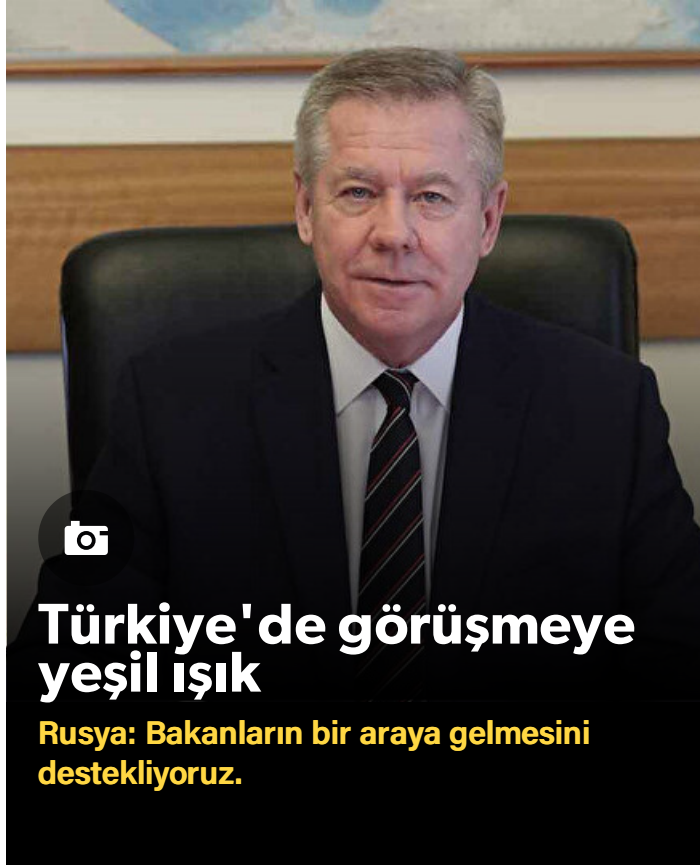 Türkiye'de görüşmeye
yeşil ışık
Rusya: Bakanların bir araya gelmesini
destekliyoruz.